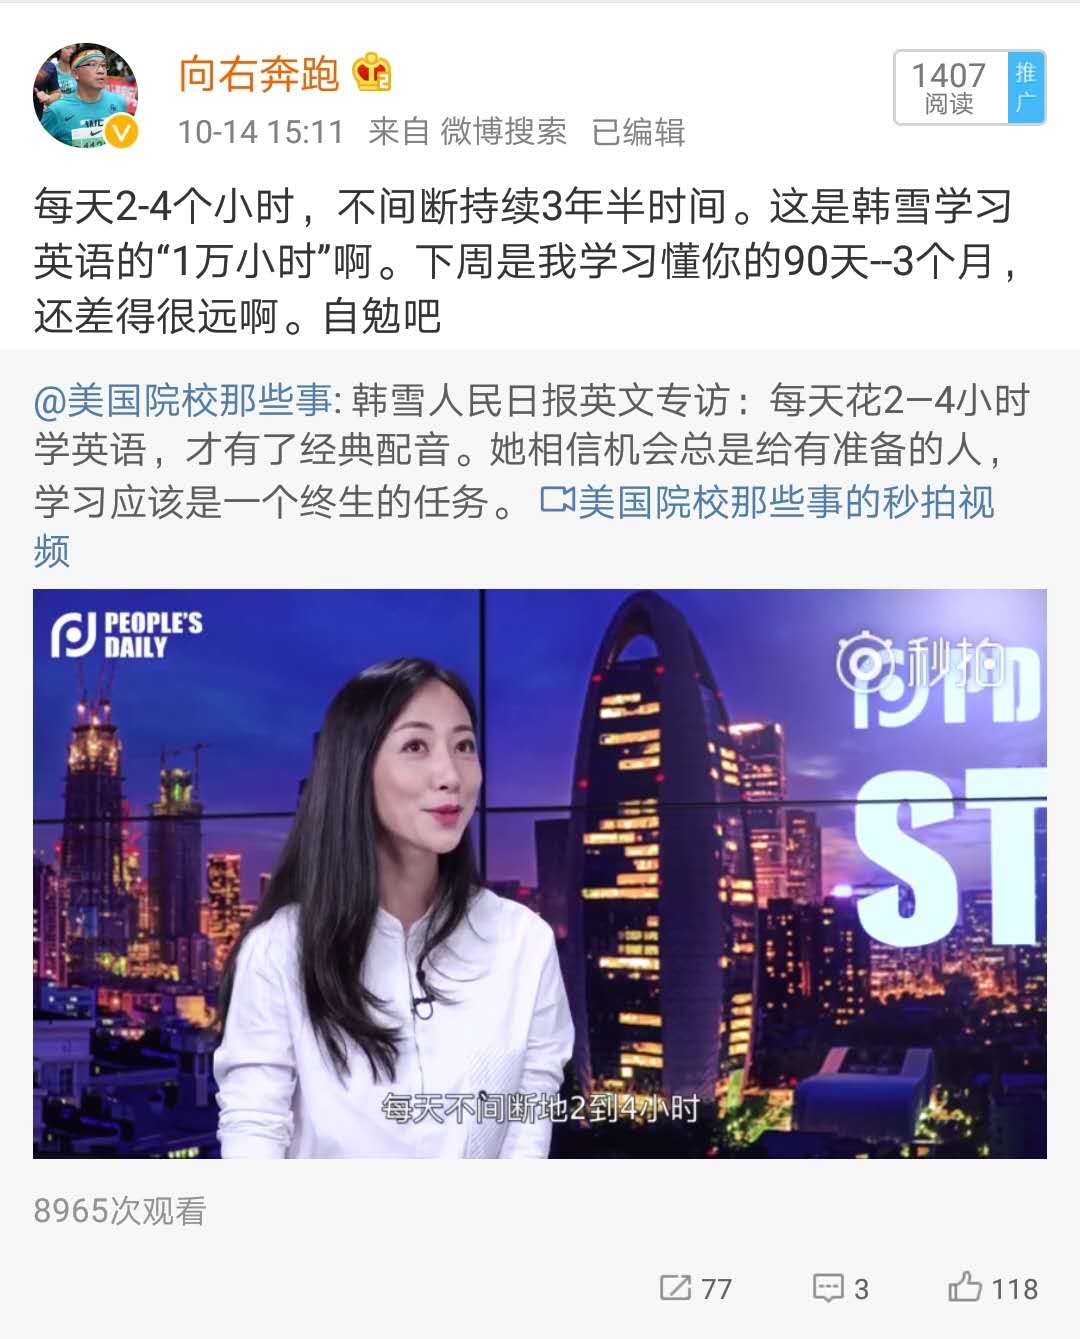 向右奔跑
10-14 15:11 来自 微博搜索 已编辑
1407
阅读
推广
每天2-4个小时，不间断持续3年半时间。这是韩雪学习
英语的“1万小时”啊。下周是我学习懂你的90天--3个月，
还差得很远啊。自勉吧
@美国院校那些事: 韩雪人民日报英文专访：每天花2—4小时
学英语，才有了经典配音。她相信机会总是给有准备的人，
学习应该是一个终生的任务。美国院校那些事的秒拍视
频
PEOPLE'S
DAILY
秒拍
PD
ST
每天不间断地2到4小时
8965次观看
77 3 118